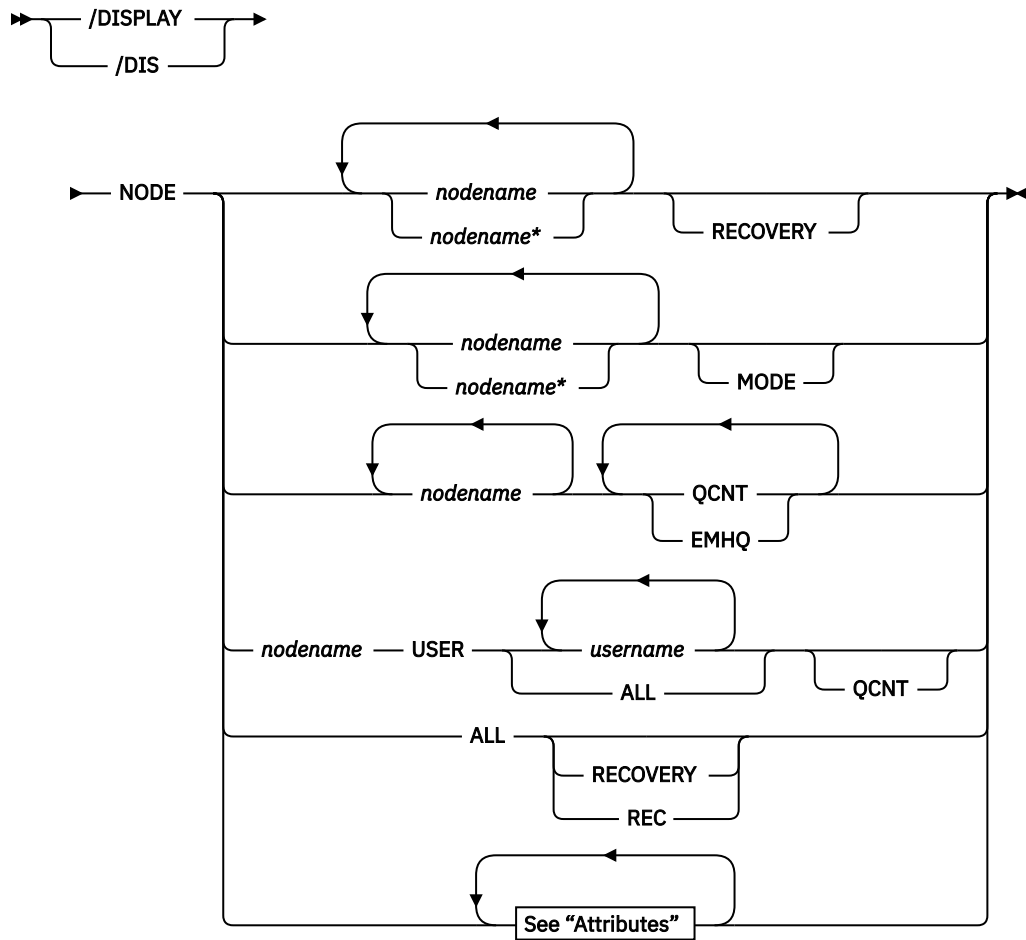 /DISPLAY
/DIS
NODE
nodename
nodename*
RECOVERY
nodename
nodename*
MODE
nodename
QCNT
EMHQ
nodename USER username
ALL
QCNT
ALL
RECOVERY
REC
See “Attributes”